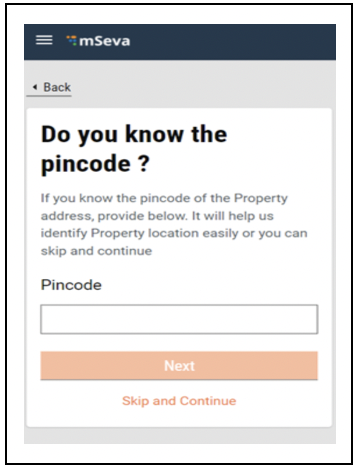 mSeva
Back
Do you know the
pincode ?
If you know the pincode of the Property
address, provide below. It will help us
identify Property location easily or you can
skip and continue
Pincode
Next
Skip and Continue